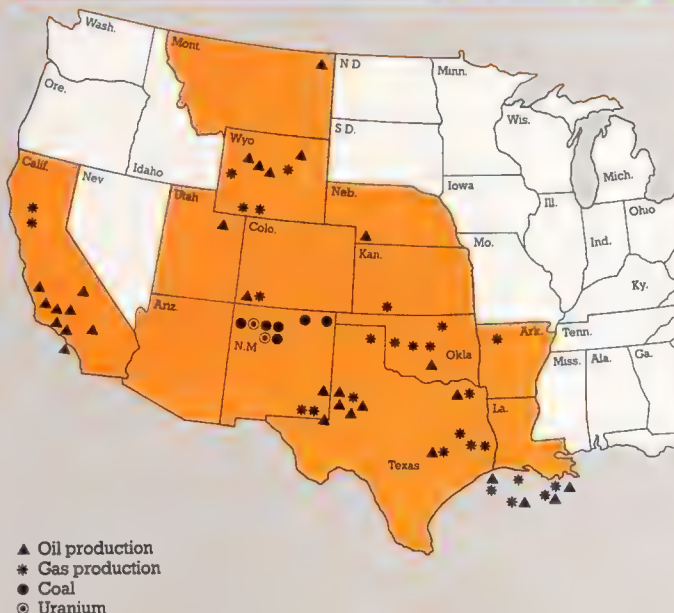 Wash.
Mont.
N D
Minn.
Ore.
Wis.
S D.
Idaho
Wyo
Mich.
Calif.
Nev
Utah
Neb.
Iowa
Ill.
Ohio
Colo.
Mo.
Ind.
Kan.
Ky.
Ariz.
N.M
Okla
Ark.
Tenn.
Miss.
Ala.
Ga.
La.
Texas
Oil production
Gas production
Coal
Uranium